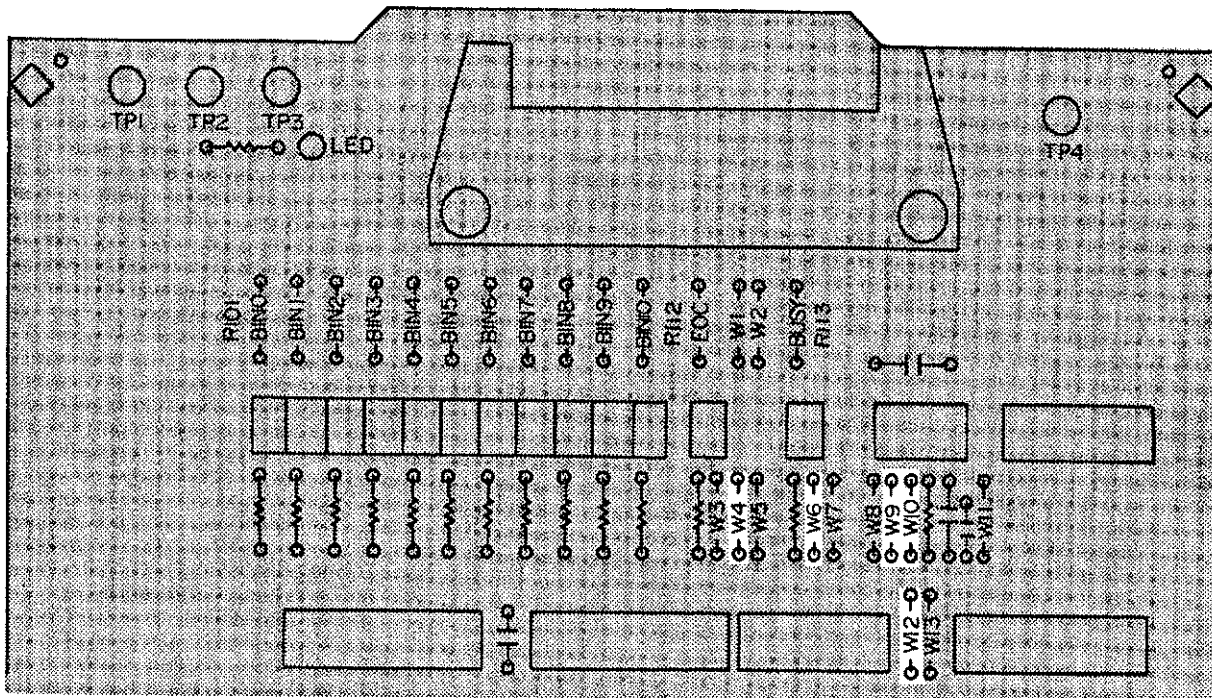 TP1 TP2 TP3
LED
TP4
R101
BIN0
BIN1
BIN2
BIN3
BIN4
BIN5
BIN6
BIN7
BIN8
BIN9
BIN10
R112
EOC
W1
W2
BUSY
R113
W3
W4
W5
W6
W7
W8
W9
W10
W11
W12
W13